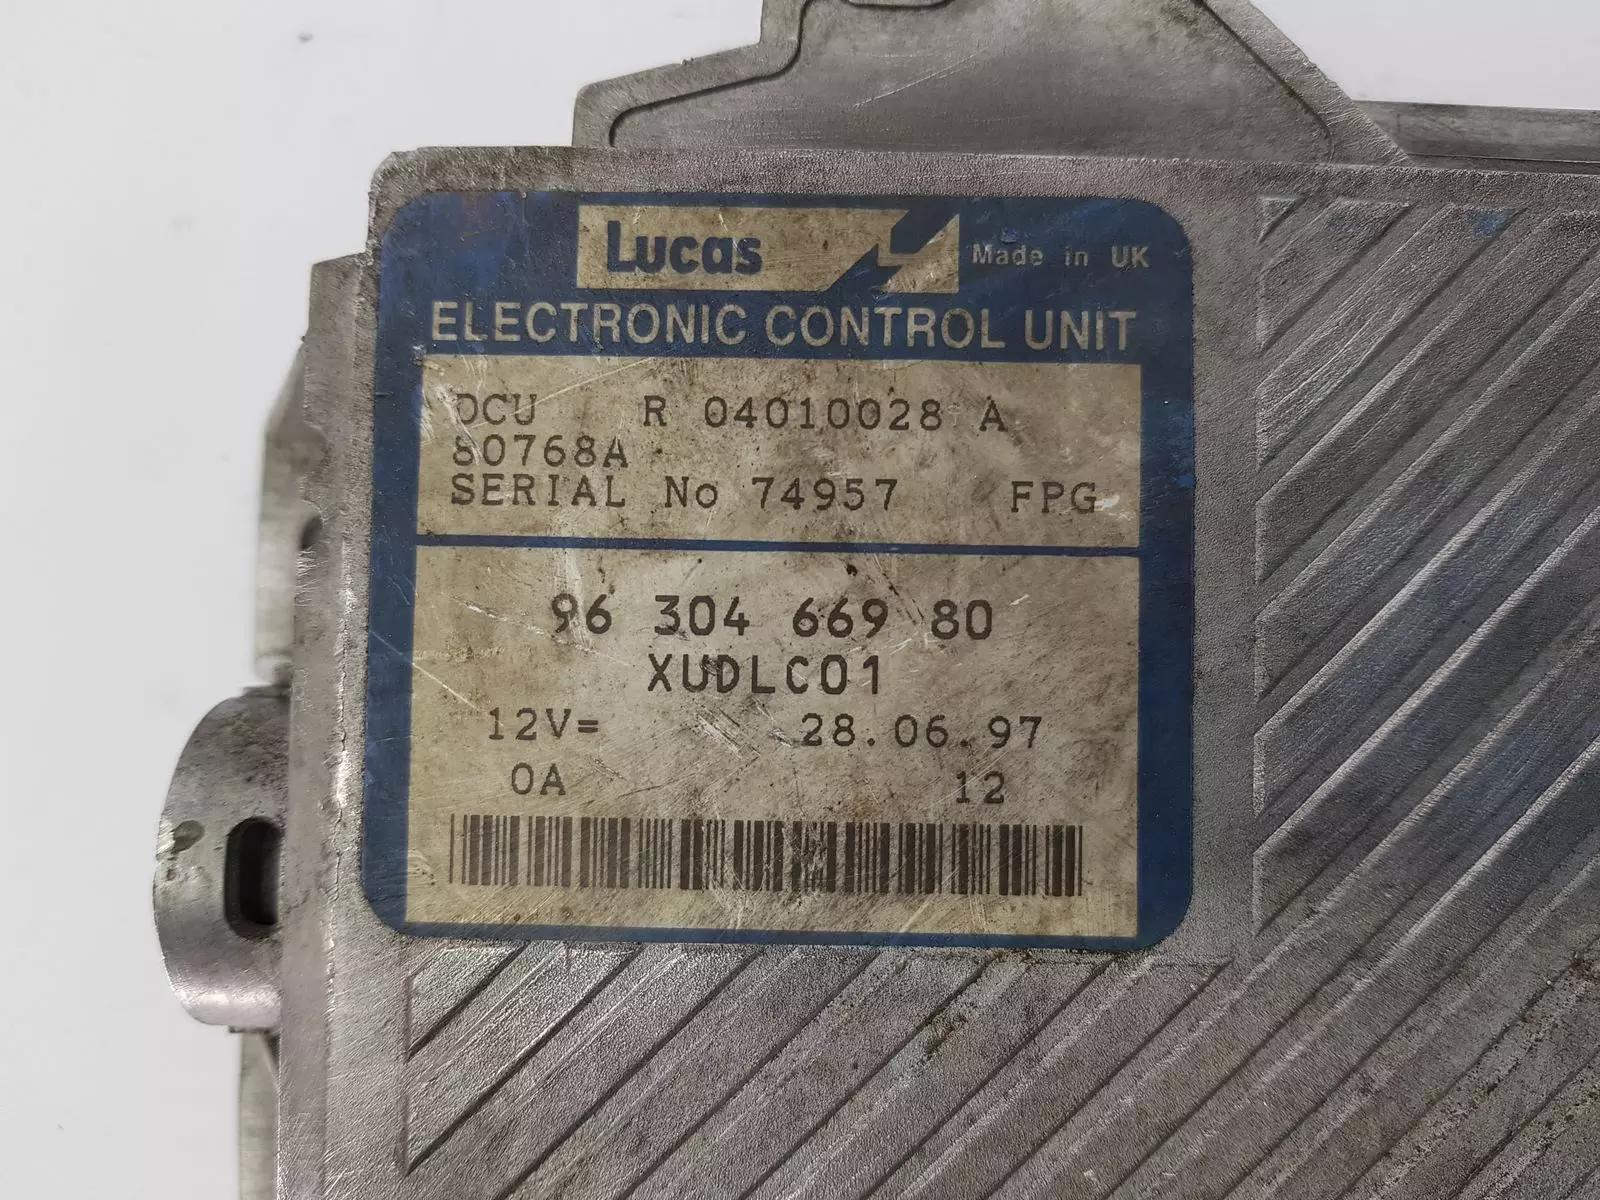 Lucas Made in UK
ELECTRONIC CONTROL UNIT
DCU R 04010028 A
80768A
SERIAL No 74957 FPG
96 304 669 80
XUDLC01
12V= 28.06.97
0A 12